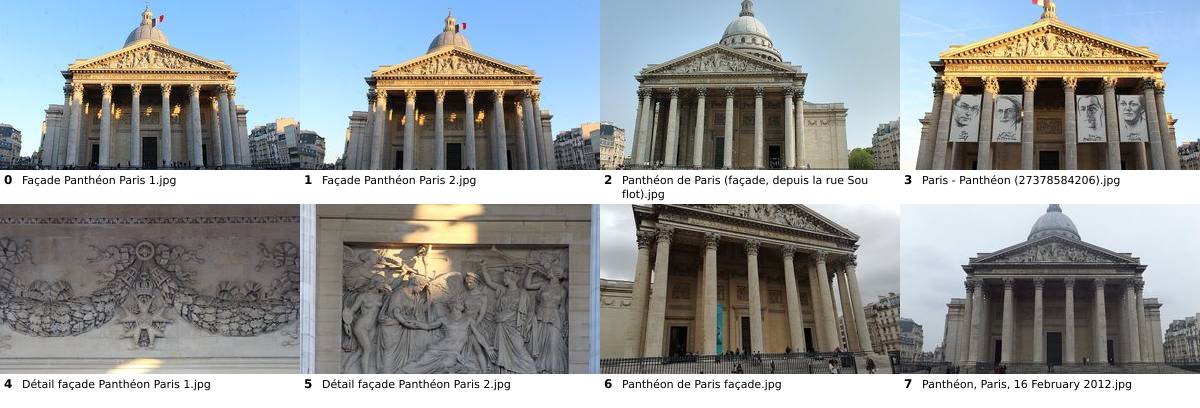 0 Façade Panthéon Paris 1.jpg
1 Façade Panthéon Paris 2.jpg
2 Panthéon de Paris (façade, depuis la rue Sou
flot).jpg
3 Paris - Panthéon (27378584206).jpg
4 Détail façade Panthéon Paris 1.jpg
5 Détail façade Panthéon Paris 2.jpg
6 Panthéon de Paris façade.jpg
7 Panthéon, Paris, 16 February 2012.jpg